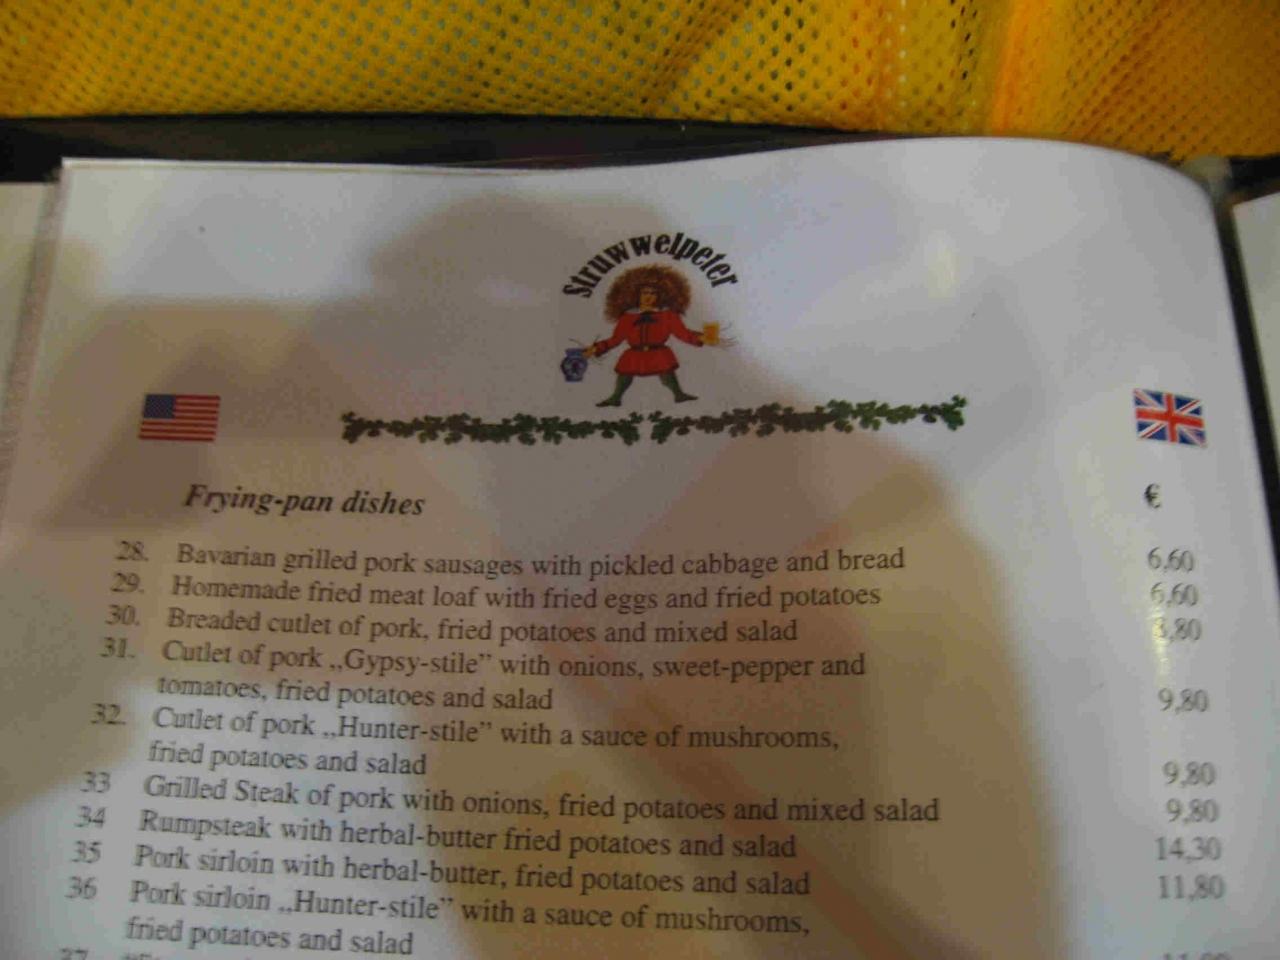 Struwwelpeter
Frying-pan dishes €
28. Bavarian grilled pork sausages with pickled cabbage and bread 6,60
29. Homemade fried meat loaf with fried eggs and fried potatoes 6,60
30. Breaded cutlet of pork, fried potatoes and mixed salad ,80
31. Cutlet of pork „Gypsy-stile” with onions, sweet-pepper and
tomatoes, fried potatoes and salad 9,80
32. Cutlet of pork „Hunter-stile” with a sauce of mushrooms,
fried potatoes and salad 9,80
33 Grilled Steak of pork with onions, fried potatoes and mixed salad 9,80
34 Rumpsteak with herbal-butter fried potatoes and salad 14,30
35 Pork sirloin with herbal-butter, fried potatoes and salad 11,80
36 Pork sirloin „Hunter-stile” with a sauce of mushrooms,
fried potatoes and salad
37